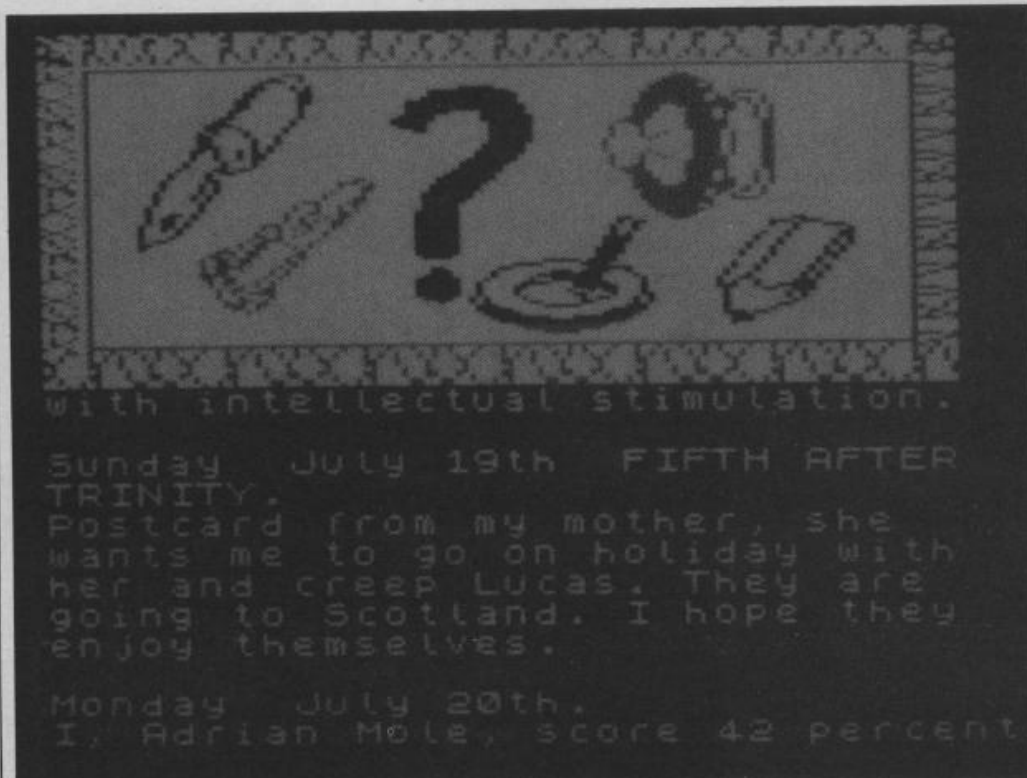 ?
with intellectual stimulation.
Sunday July 19th FIFTH AFTER
TRINITY.
Postcard from my mother, she
wants me to go on holiday with
her and creep Lucas. They are
going to Scotland. I hope they
enjoy themselves.
Monday July 20th.
I, Adrian Mole, score 42 percent